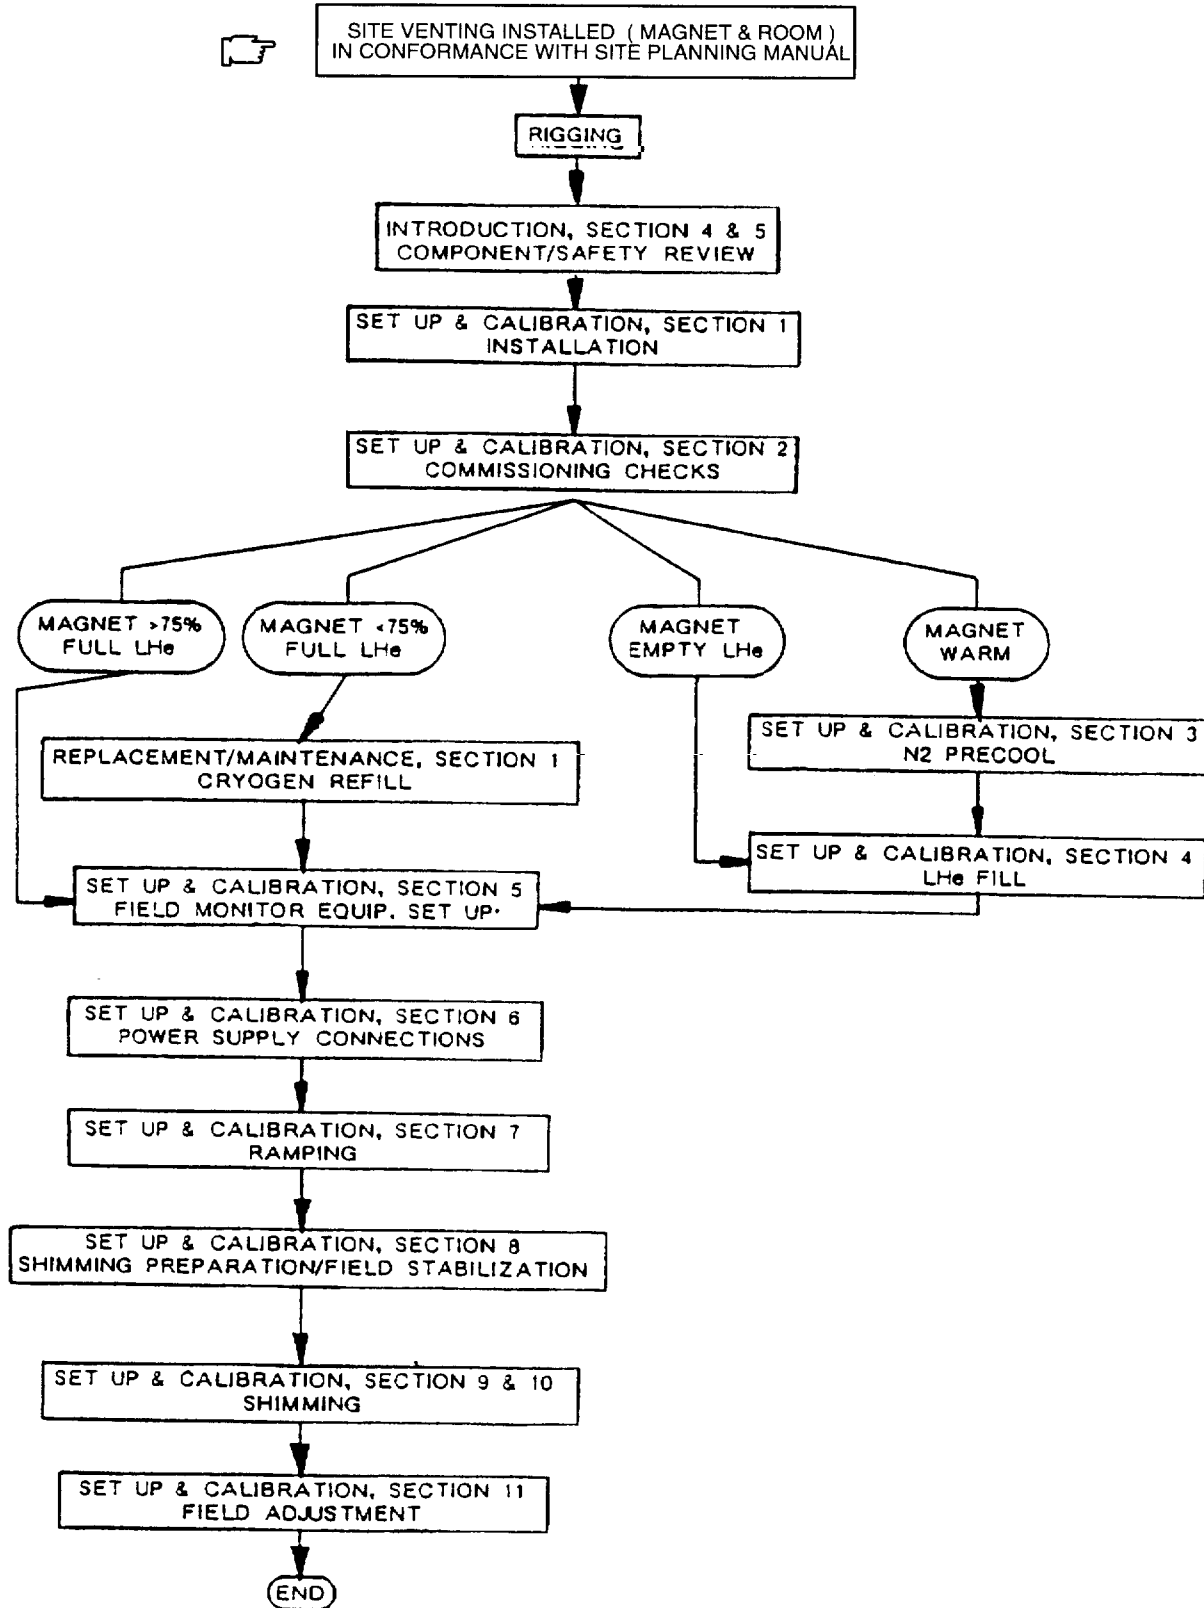 SITE VENTING INSTALLED ( MAGNET & ROOM )
IN CONFORMANCE WITH SITE PLANNING MANUAL
RIGGING
INTRODUCTION, SECTION 4 & 5
COMPONENT/SAFETY REVIEW
SET UP & CALIBRATION, SECTION 1
INSTALLATION
SET UP & CALIBRATION, SECTION 2
COMMISSIONING CHECKS
MAGNET >75%
FULL LHe
MAGNET <75%
FULL LHe
MAGNET
EMPTY LHe
MAGNET
WARM
REPLACEMENT/MAINTENANCE, SECTION 1
CRYOGEN REFILL
SET UP & CALIBRATION, SECTION 3
N2 PRECOOL
SET UP & CALIBRATION, SECTION 4
LHe FILL
SET UP & CALIBRATION, SECTION 5
FIELD MONITOR EQUIP. SET UP
SET UP & CALIBRATION, SECTION 6
POWER SUPPLY CONNECTIONS
SET UP & CALIBRATION, SECTION 7
RAMPING
SET UP & CALIBRATION, SECTION 8
SHIMMING PREPARATION/FIELD STABILIZATION
SET UP & CALIBRATION, SECTION 9 & 10
SHIMMING
SET UP & CALIBRATION, SECTION 11
FIELD ADJUSTMENT
END